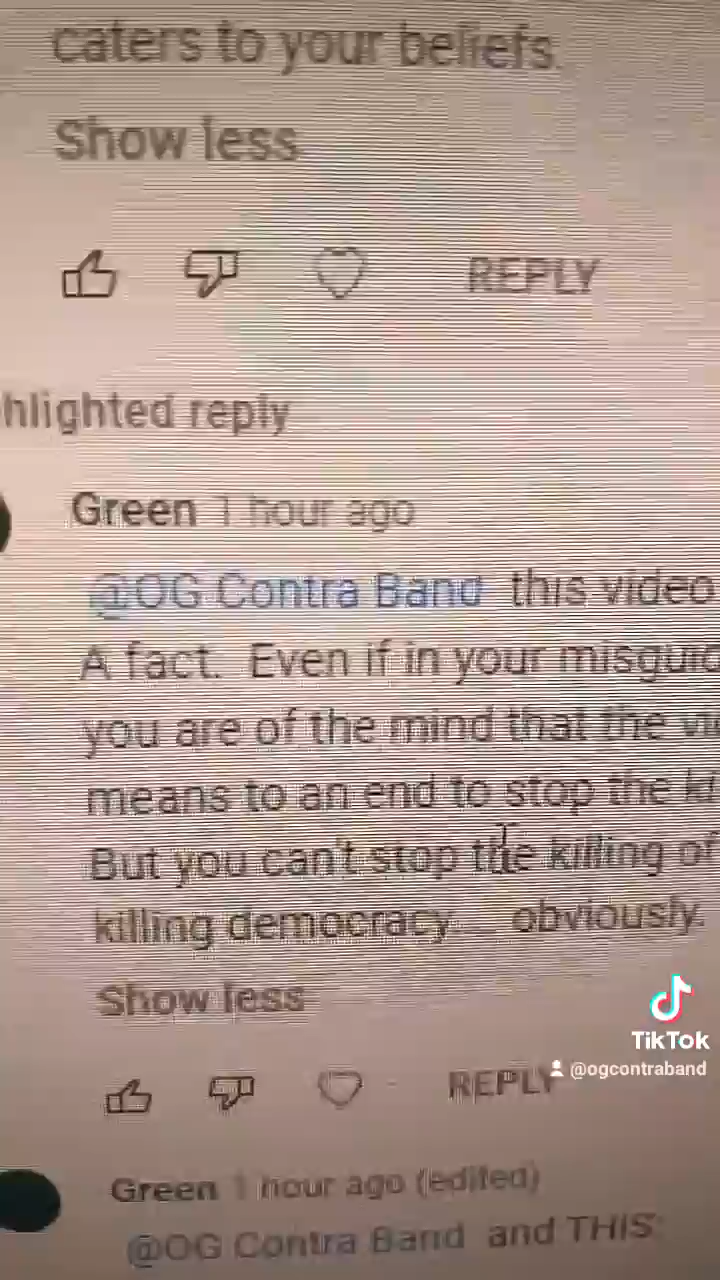 caters to your beliefs.
Show less
REPLY
hlighted reply
Green 1 hour ago
@OG Contra Band this video
A fact. Even if in your misguid
you are of the mind that the
means to an end to stop the ki
But you can't stop the killing of
killing democracy... obviously.
Show less
REPLY
TikTok
@ogcontraband
Green 1 hour ago (edited)
@OG Contra Band and THIS